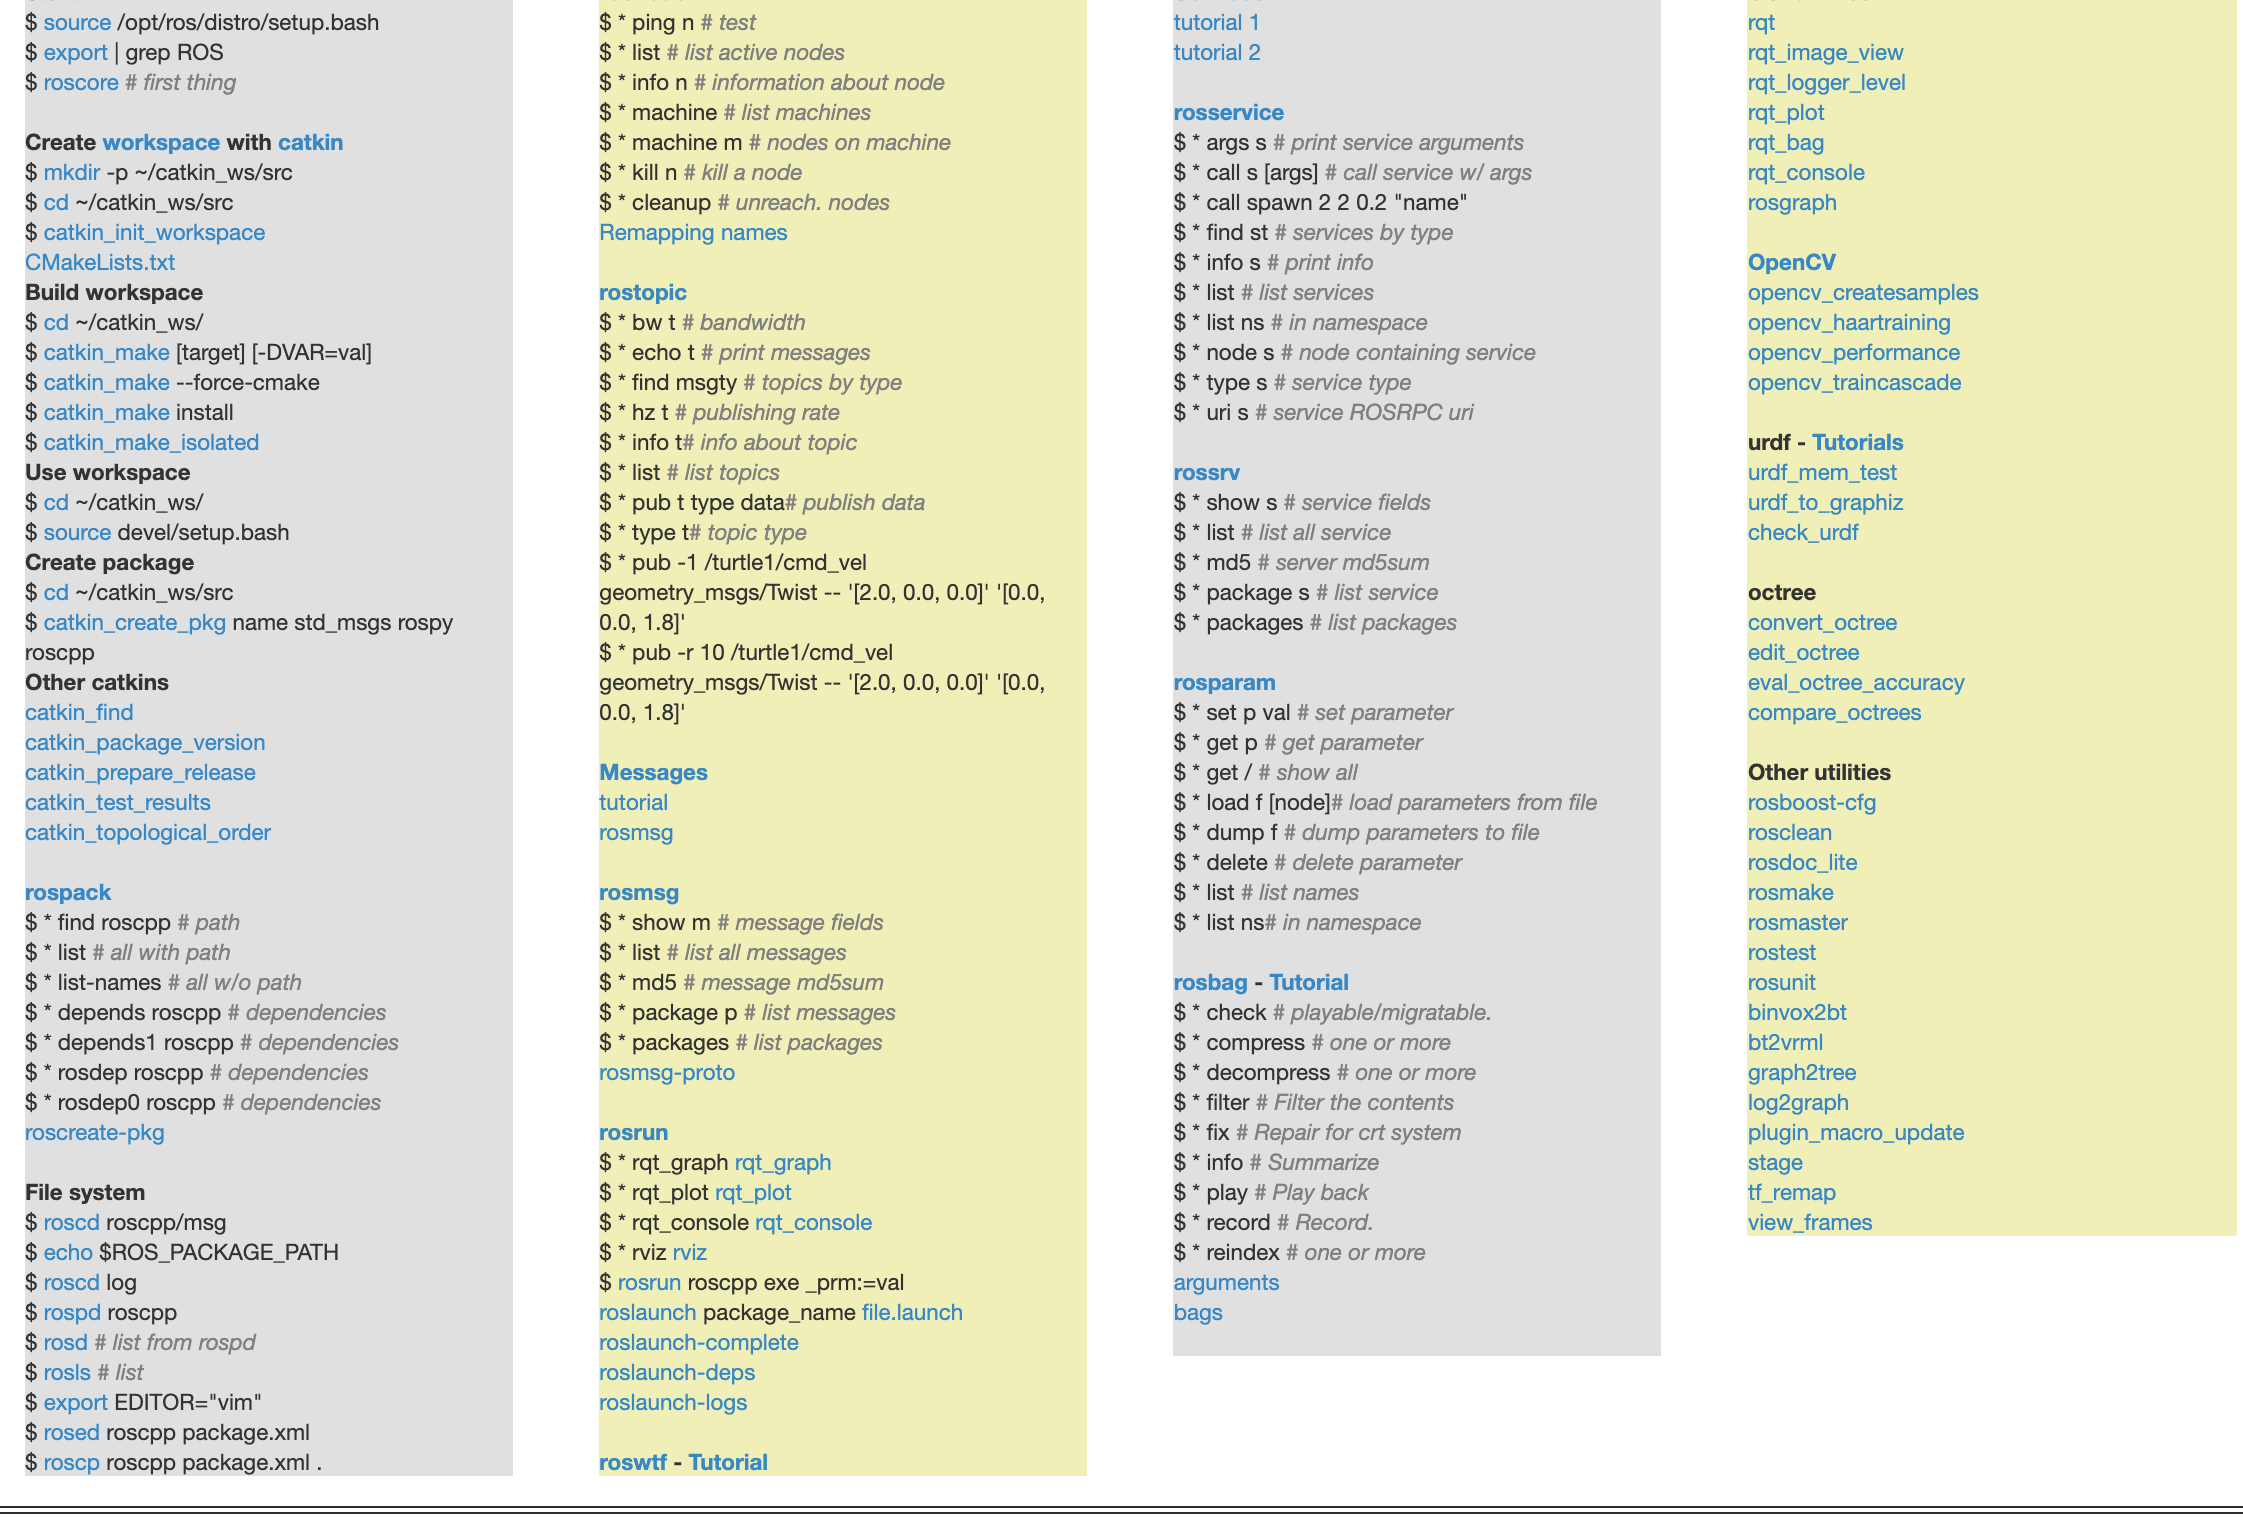 $ source /opt/ros/distro/setup.bash
$ export | grep ROS
$ roscore # first thing
Create workspace with catkin
$ mkdir -p ~/catkin_ws/src
$ cd ~/catkin_ws/src
$ catkin_init_workspace
CMakeLists.txt
Build workspace
$ cd ~/catkin_ws/
$ catkin_make [target] [-DVAR=val]
$ catkin_make --force-cmake
$ catkin_make install
$ catkin_make_isolated
Use workspace
$ cd ~/catkin_ws/
$ source devel/setup.bash
Create package
$ cd ~/catkin_ws/src
$ catkin_create_pkg name std_msgs rospy
roscpp
Other catkins
catkin_find
catkin_package_version
catkin_prepare_release
catkin_test_results
catkin_topological_order
rospack
$ * find roscpp # path
$ * list # all with path
$ * list-names # all w/o path
$ * depends roscpp # dependencies
$ * depends1 roscpp # dependencies
$ * rosdep roscpp # dependencies
$ * rosdep0 roscpp # dependencies
roscreate-pkg
File system
$ roscd roscpp/msg
$ echo $ROS_PACKAGE_PATH
$ roscd log
$ rospd roscpp
$ rosd # list from rospd
$ rosls # list
$ export EDITOR="vim"
$ rosed roscpp package.xml
$ roscp roscpp package.xml .
$ * ping n # test
$ * list # list active nodes
$ * info n # information about node
$ * machine # list machines
$ * machine m # nodes on machine
$ * kill n # kill a node
$ * cleanup # unreach. nodes
Remapping names
rostopic
$ * bw t # bandwidth
$ * echo t # print messages
$ * find msgty # topics by type
$ * hz t # publishing rate
$ * info t# info about topic
$ * list # list topics
$ * pub t type data# publish data
$ * type t# topic type
$ * pub -1 /turtle1/cmd_vel
geometry_msgs/Twist -- '[2.0, 0.0, 0.0]' '[0.0,
0.0, 1.8]'
$ * pub -r 10 /turtle1/cmd_vel
geometry_msgs/Twist -- '[2.0, 0.0, 0.0]' '[0.0,
0.0, 1.8]'
Messages
tutorial
rosmsg
rosmsg
$ * show m # message fields
$ * list # list all messages
$ * md5 # message md5sum
$ * package p # list messages
$ * packages # list packages
rosmsg-proto
rosrun
$ * rqt_graph rqt_graph
$ * rqt_plot rqt_plot
$ * rqt_console rqt_console
$ * rviz rviz
$ rosrun roscpp exe _prm:=val
roslaunch package_name file.launch
roslaunch-complete
roslaunch-deps
roslaunch-logs
roswtf - Tutorial
tutorial 1
tutorial 2
rosservice
$ * args s # print service arguments
$ * call s [args] # call service w/ args
$ * call spawn 2 2 0.2 "name"
$ * find st # services by type
$ * info s # print info
$ * list # list services
$ * list ns # in namespace
$ * node s # node containing service
$ * type s # service type
$ * uri s # service ROSRPC uri
rossrv
$ * show s # service fields
$ * list # list all service
$ * md5 # server md5sum
$ * package s # list service
$ * packages # list packages
rosparam
$ * set p val # set parameter
$ * get p # get parameter
$ * get / # show all
$ * load f [node]# load parameters from file
$ * dump f # dump parameters to file
$ * delete # delete parameter
$ * list # list names
$ * list ns# in namespace
rosbag - Tutorial
$ * check # playable/migratable.
$ * compress # one or more
$ * decompress # one or more
$ * filter # Filter the contents
$ * fix # Repair for crt system
$ * info # Summarize
$ * play # Play back
$ * record # Record.
$ * reindex # one or more
arguments
bags
rqt
rqt_image_view
rqt_logger_level
rqt_plot
rqt_bag
rqt_console
rosgraph
OpenCV
opencv_createsamples
opencv_haartraining
opencv_performance
opencv_traincascade
urdf - Tutorials
urdf_mem_test
urdf_to_graphiz
check_urdf
octree
convert_octree
edit_octree
eval_octree_accuracy
compare_octrees
Other utilities
rosboost-cfg
rosclean
rosdoc_lite
rosmake
rosmaster
rostest
rosunit
binvox2bt
bt2vrml
graph2tree
log2graph
plugin_macro_update
stage
tf_remap
view_frames